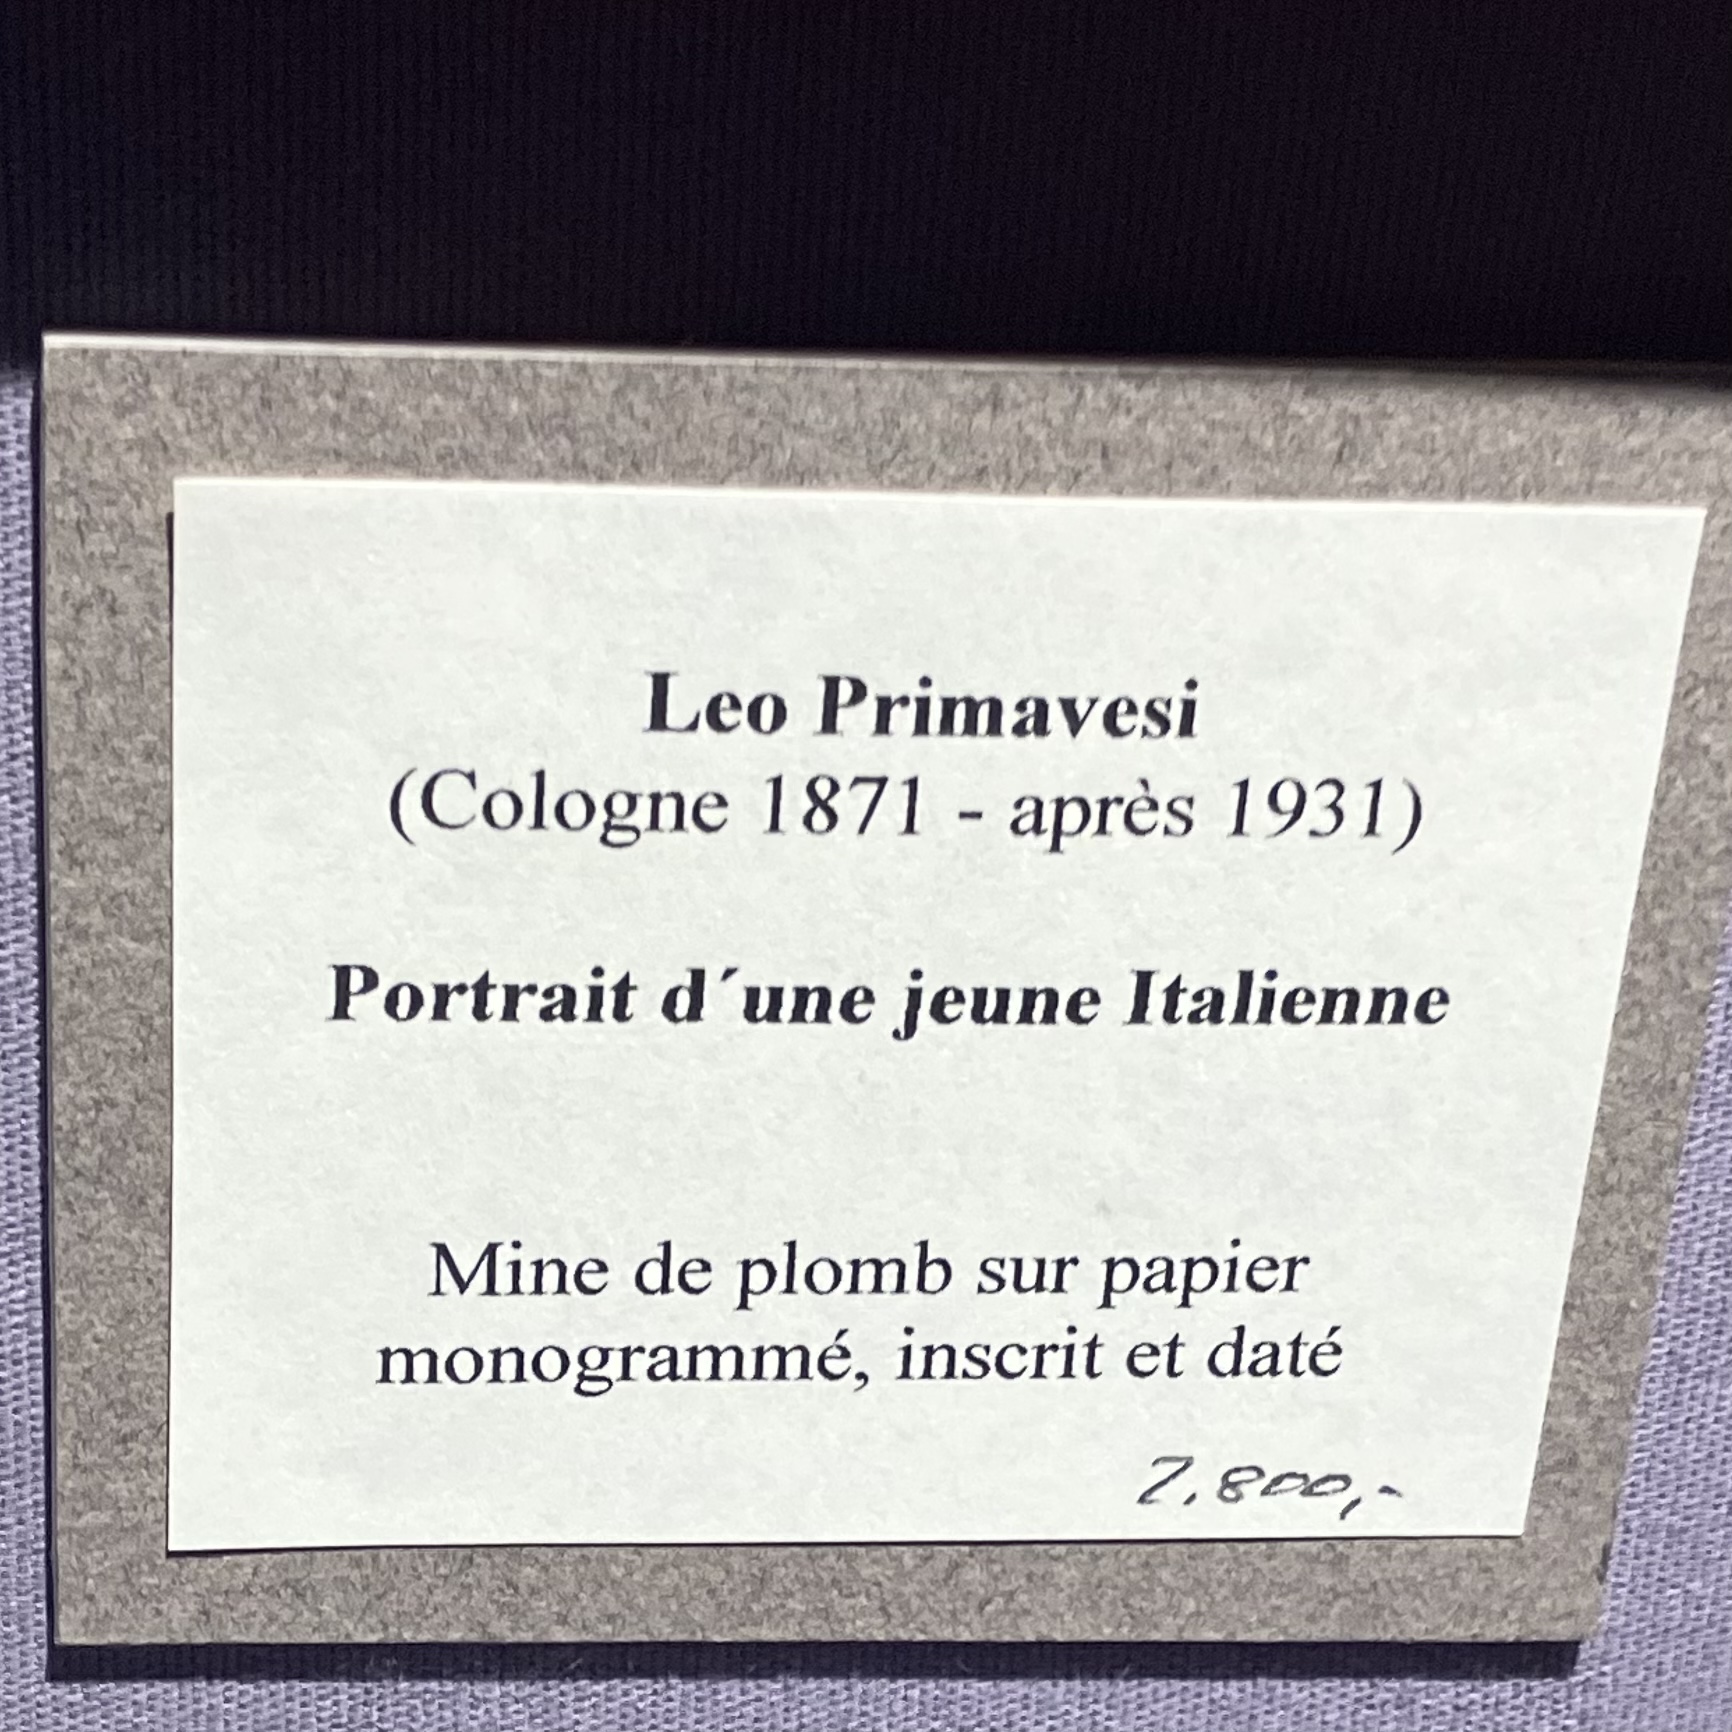 Leo Primavesi
(Cologne 1871 - après 1931)
Portrait d´une jeune Italienne
Mine de plomb sur papier
monogrammé, inscrit et daté
2.800,-